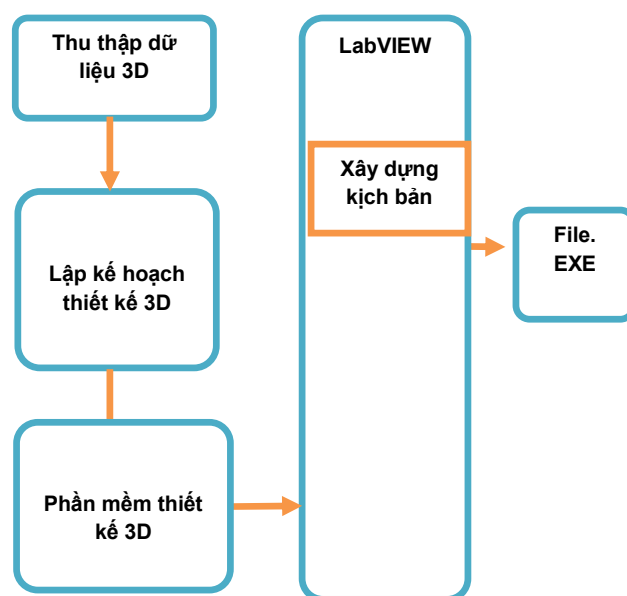 Thu thập dữ
liệu 3D
Lập kế hoạch
thiết kế 3D
Phần mềm thiết
kế 3D
LabVIEW
Xây dựng
kịch bản
File.
EXE